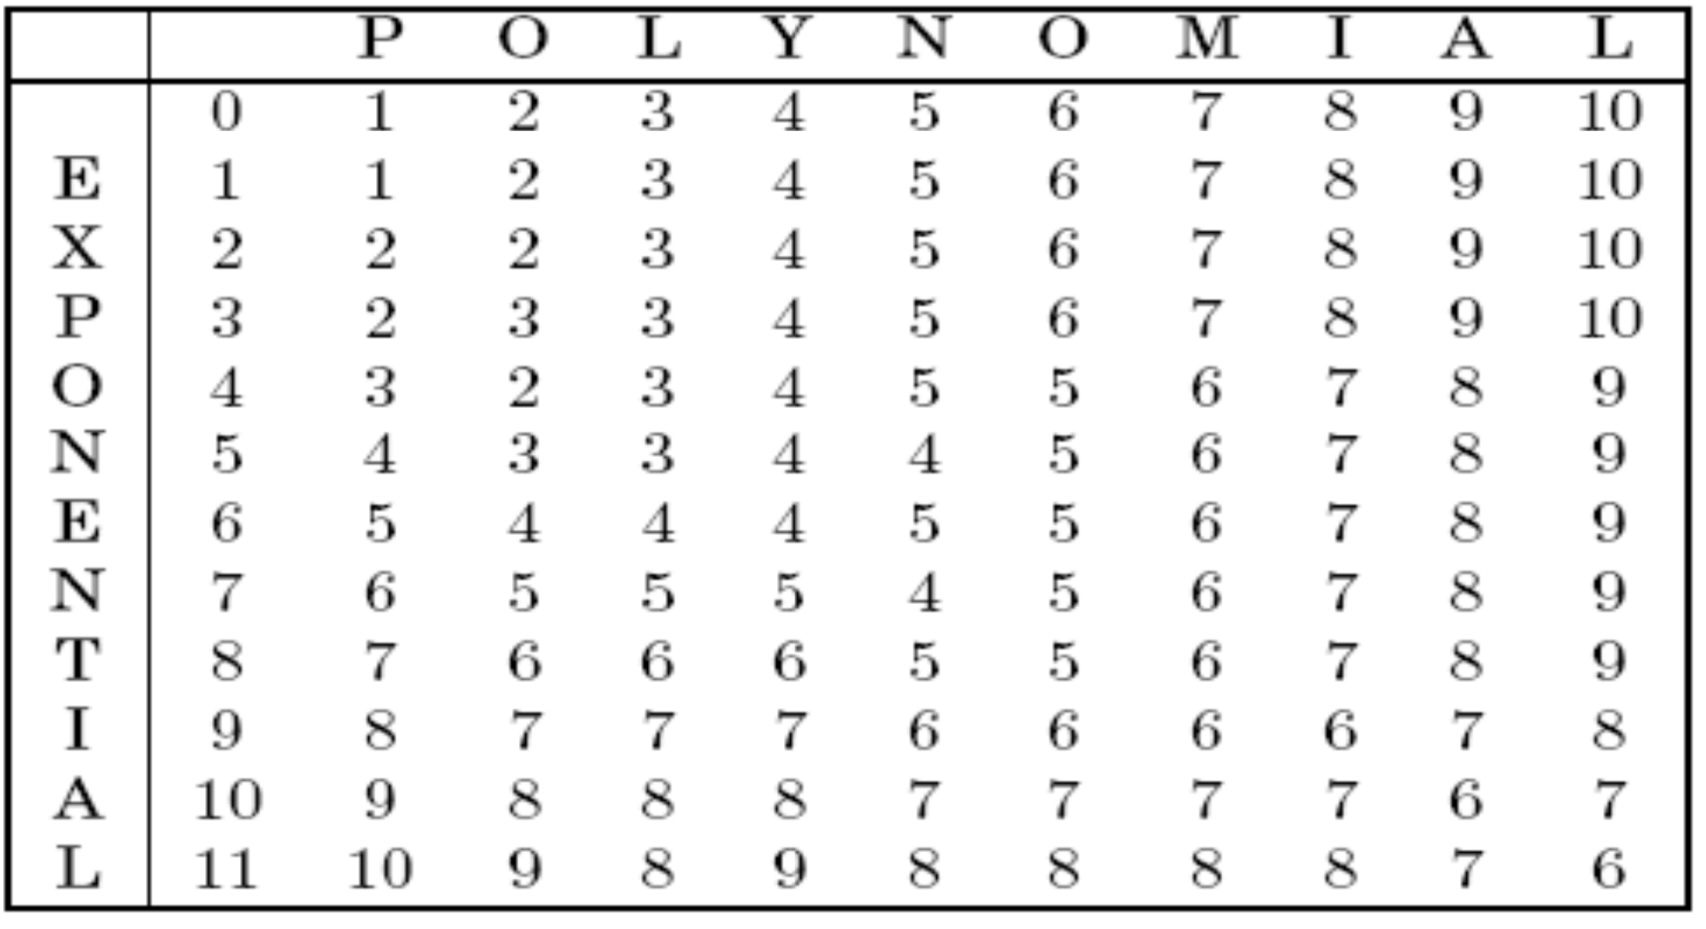 P O L Y N O M I A L
0 1 2 3 4 5 6 7 8 9 10
E 1 1 2 3 4 5 6 7 8 9 10
X 2 2 2 3 4 5 6 7 8 9 10
P 3 2 3 3 4 5 6 7 8 9 10
O 4 3 2 3 4 5 5 6 7 8 9
N 5 4 3 3 4 4 5 6 7 8 9
E 6 5 4 4 4 5 5 6 7 8 9
N 7 6 5 5 5 4 5 6 7 8 9
T 8 7 6 6 6 5 5 6 7 8 9
I 9 8 7 7 7 6 6 6 6 7 8
A 10 9 8 8 8 7 7 7 7 6 7
L 11 10 9 8 9 8 8 8 8 7 6